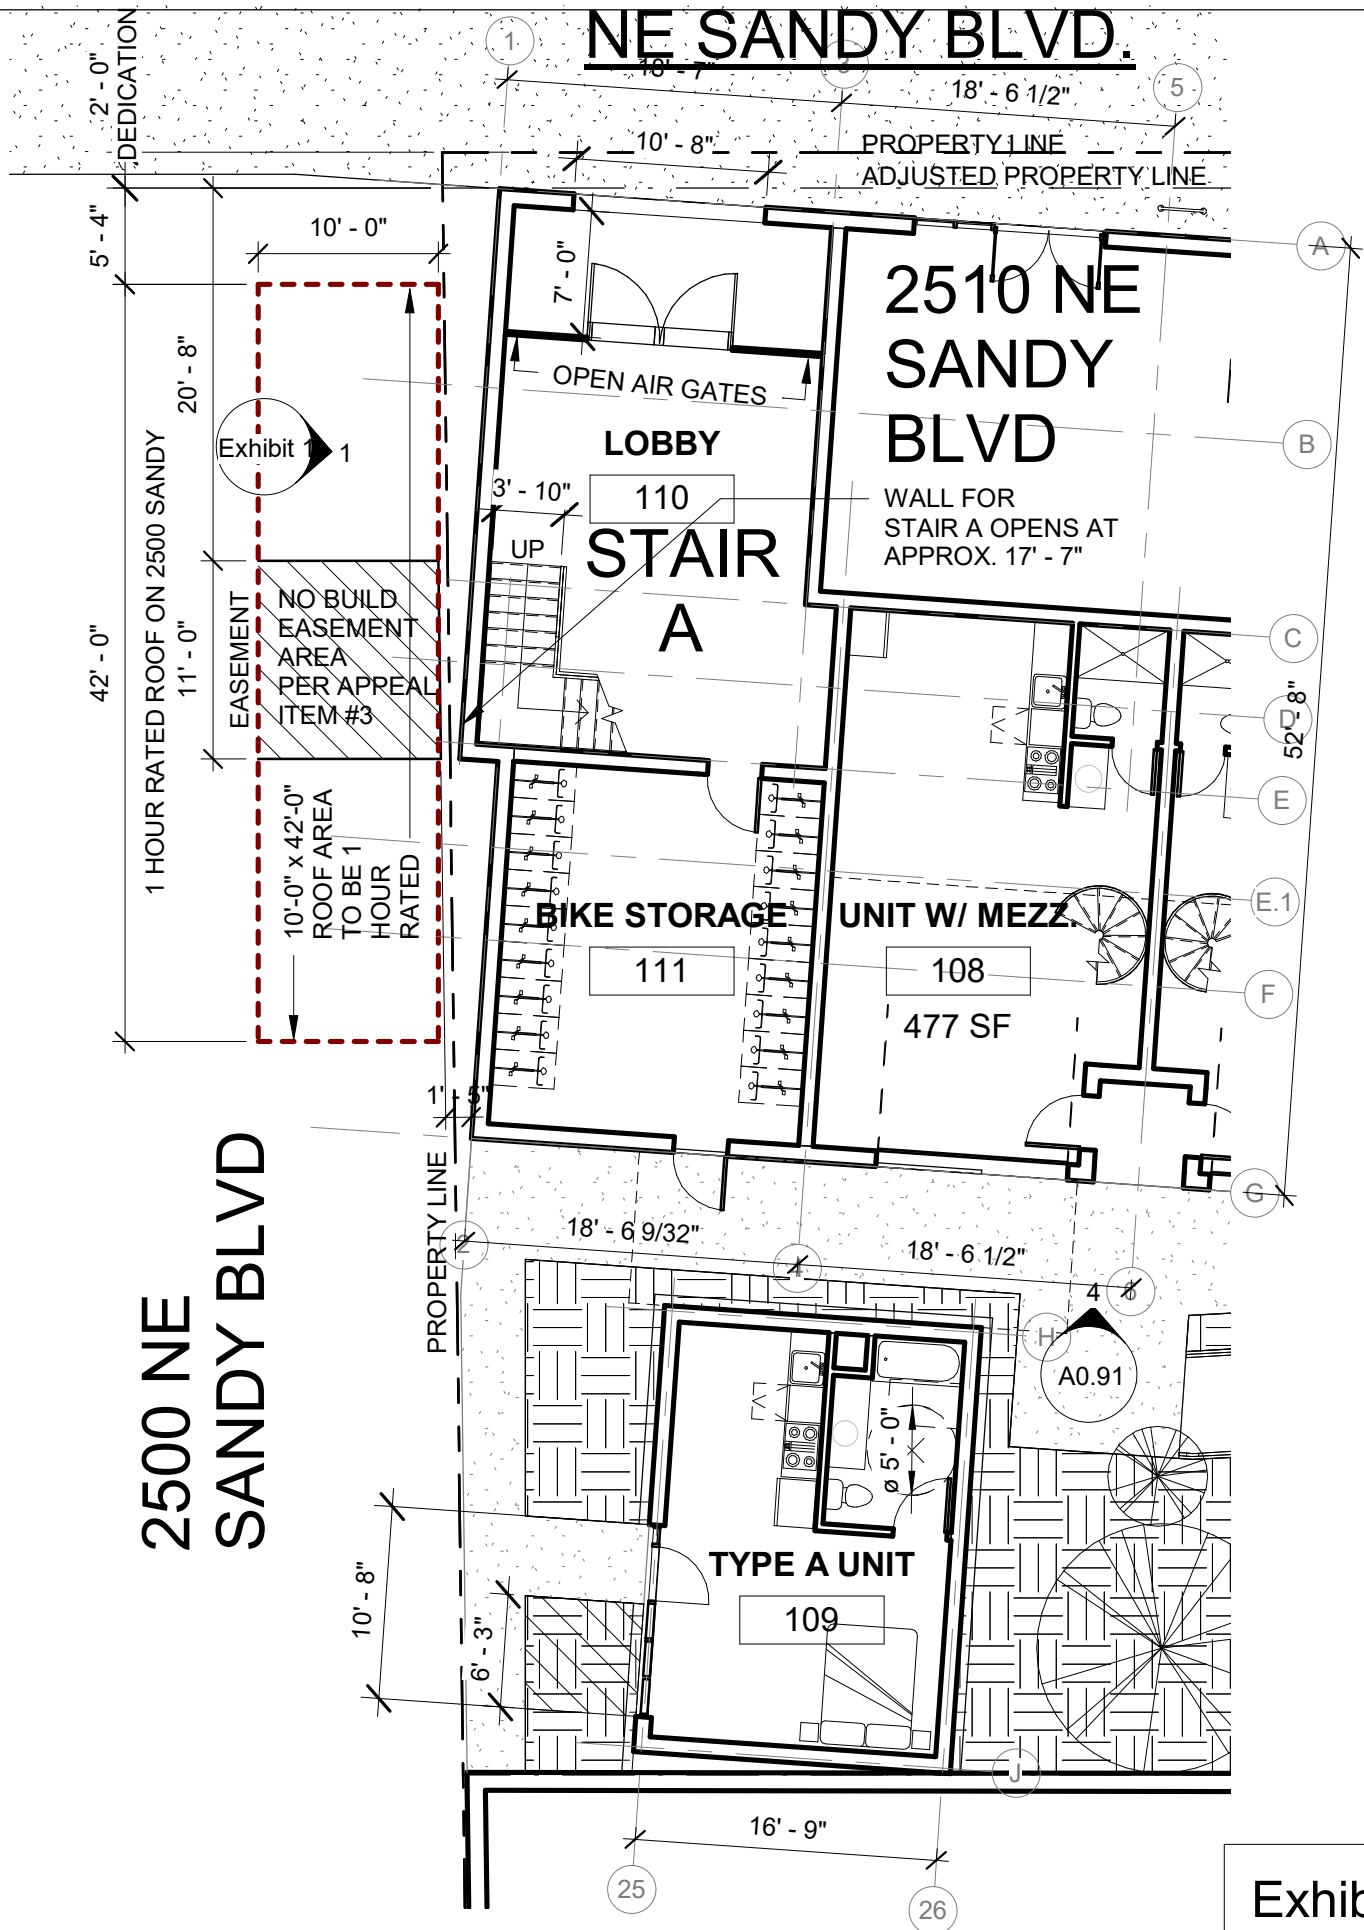 NE SANDY BLVD.
1
3
5
18' - 7"
18' - 6 1/2"
10' - 8"
PROPERTY LINE
ADJUSTED PROPERTY LINE
2' - 0"
DEDICATION
5' - 4"
10' - 0"
20' - 8"
7' - 0"
A
2510 NE
SANDY
BLVD
OPEN AIR GATES
LOBBY
110
B
Exhibit 1
1
3' - 10"
WALL FOR
STAIR A OPENS AT
APPROX. 17' - 7"
UP
STAIR
A
42' - 0"
1 HOUR RATED ROOF ON 2500 SANDY
11' - 0"
EASEMENT
NO BUILD
EASEMENT
AREA
PER APPEAL
ITEM #3
C
D
52' - 8"
E
10'-0" x 42'-0"
ROOF AREA
TO BE 1
HOUR
RATED
BIKE STORAGE
111
UNIT W/ MEZZ.
108
477 SF
E.1
F
1' - 5"
G
PROPERTY LINE
2500 NE
SANDY BLVD
2
18' - 6 9/32"
4
18' - 6 1/2"
6
4
H
A0.91
ø 5' - 0"
10' - 8"
6' - 3"
TYPE A UNIT
109
J
16' - 9"
25
26
Exhib